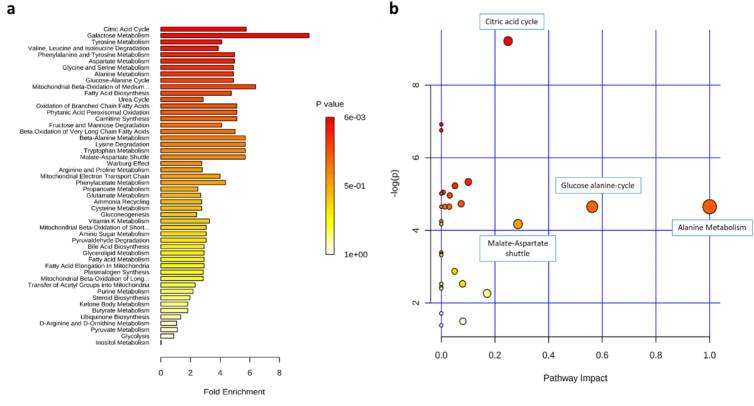 a
Citric Acid Cycle
Galactose Metabolism
Tyrosine Metabolism
Valine, Leucine and Isoleucine Degradation
Phenylalanine and Tyrosine Metabolism
Aspartate Metabolism
Glycine and Serine Metabolism
Alanine Metabolism
Glucose-Alanine Cycle
Mitochondrial Beta-Oxidation of Medium...
Fatty Acid Biosynthesis
Urea Cycle
Oxidation of Branched Chain Fatty Acids
Phytanic Acid Peroxisomal Oxidation
Carnitine Synthesis
Fructose and Mannose Degradation
Beta Oxidation of Very Long Chain Fatty Acids
Beta-Alanine Metabolism
Lysine Degradation
Tryptophan Metabolism
Malate-Aspartate Shuttle
Warburg Effect
Arginine and Proline Metabolism
Mitochondrial Electron Transport Chain
Phenylacetate Metabolism
Propanoate Metabolism
Glutamate Metabolism
Ammonia Recycling
Cysteine Metabolism
Gluconeogenesis
Vitamin K Metabolism
Mitochondrial Beta-Oxidation of Short...
Amino Sugar Metabolism
Pyruvaldehyde Degradation
Bile Acid Biosynthesis
Glycerolipid Metabolism
Fatty acid Metabolism
Fatty Acid Elongation In Mitochondria
Plasmalogen Synthesis
Mitochondrial Beta-Oxidation of Long...
Transfer of Acetyl Groups into Mitochondria
Purine Metabolism
Steroid Biosynthesis
Ketone Body Metabolism
Butyrate Metabolism
Ubiquinone Biosynthesis
D-Arginine and D-Ornithine Metabolism
Pyruvate Metabolism
Glycolysis
Inositol Metabolism
0 2 4 6 8
Fold Enrichment
P value
6e-03
5e-01
1e+00
b
Citric acid cycle
8
6
4
2
-log(p)
Glucose alanine-cycle
Alanine Metabolism
Malate-Aspartate
shuttle
0.0 0.2 0.4 0.6 0.8 1.0
Pathway Impact